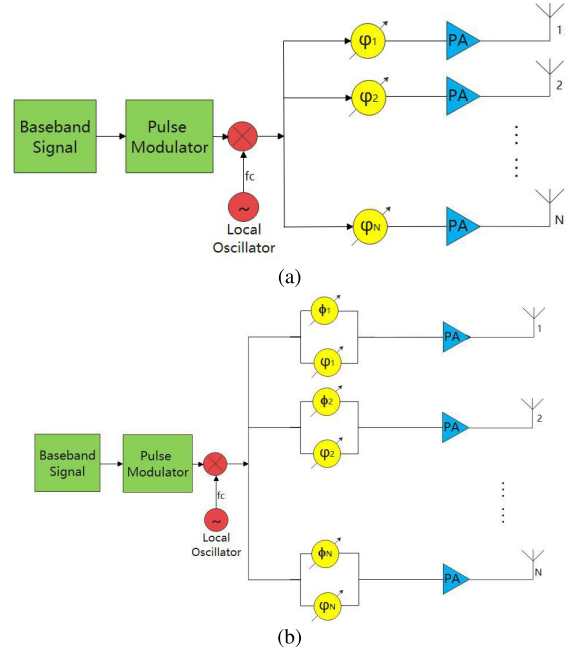 φ1 PA 1
φ2 PA 2
Baseband Signal
Pulse Modulator
fc
~
Local Oscillator
φN PA N
(a)
ϕ1
PA 1
φ1
ϕ2
PA 2
φ2
Baseband Signal
Pulse Modulator
fc
~
Local Oscillator
ϕN
PA N
φN
(b)